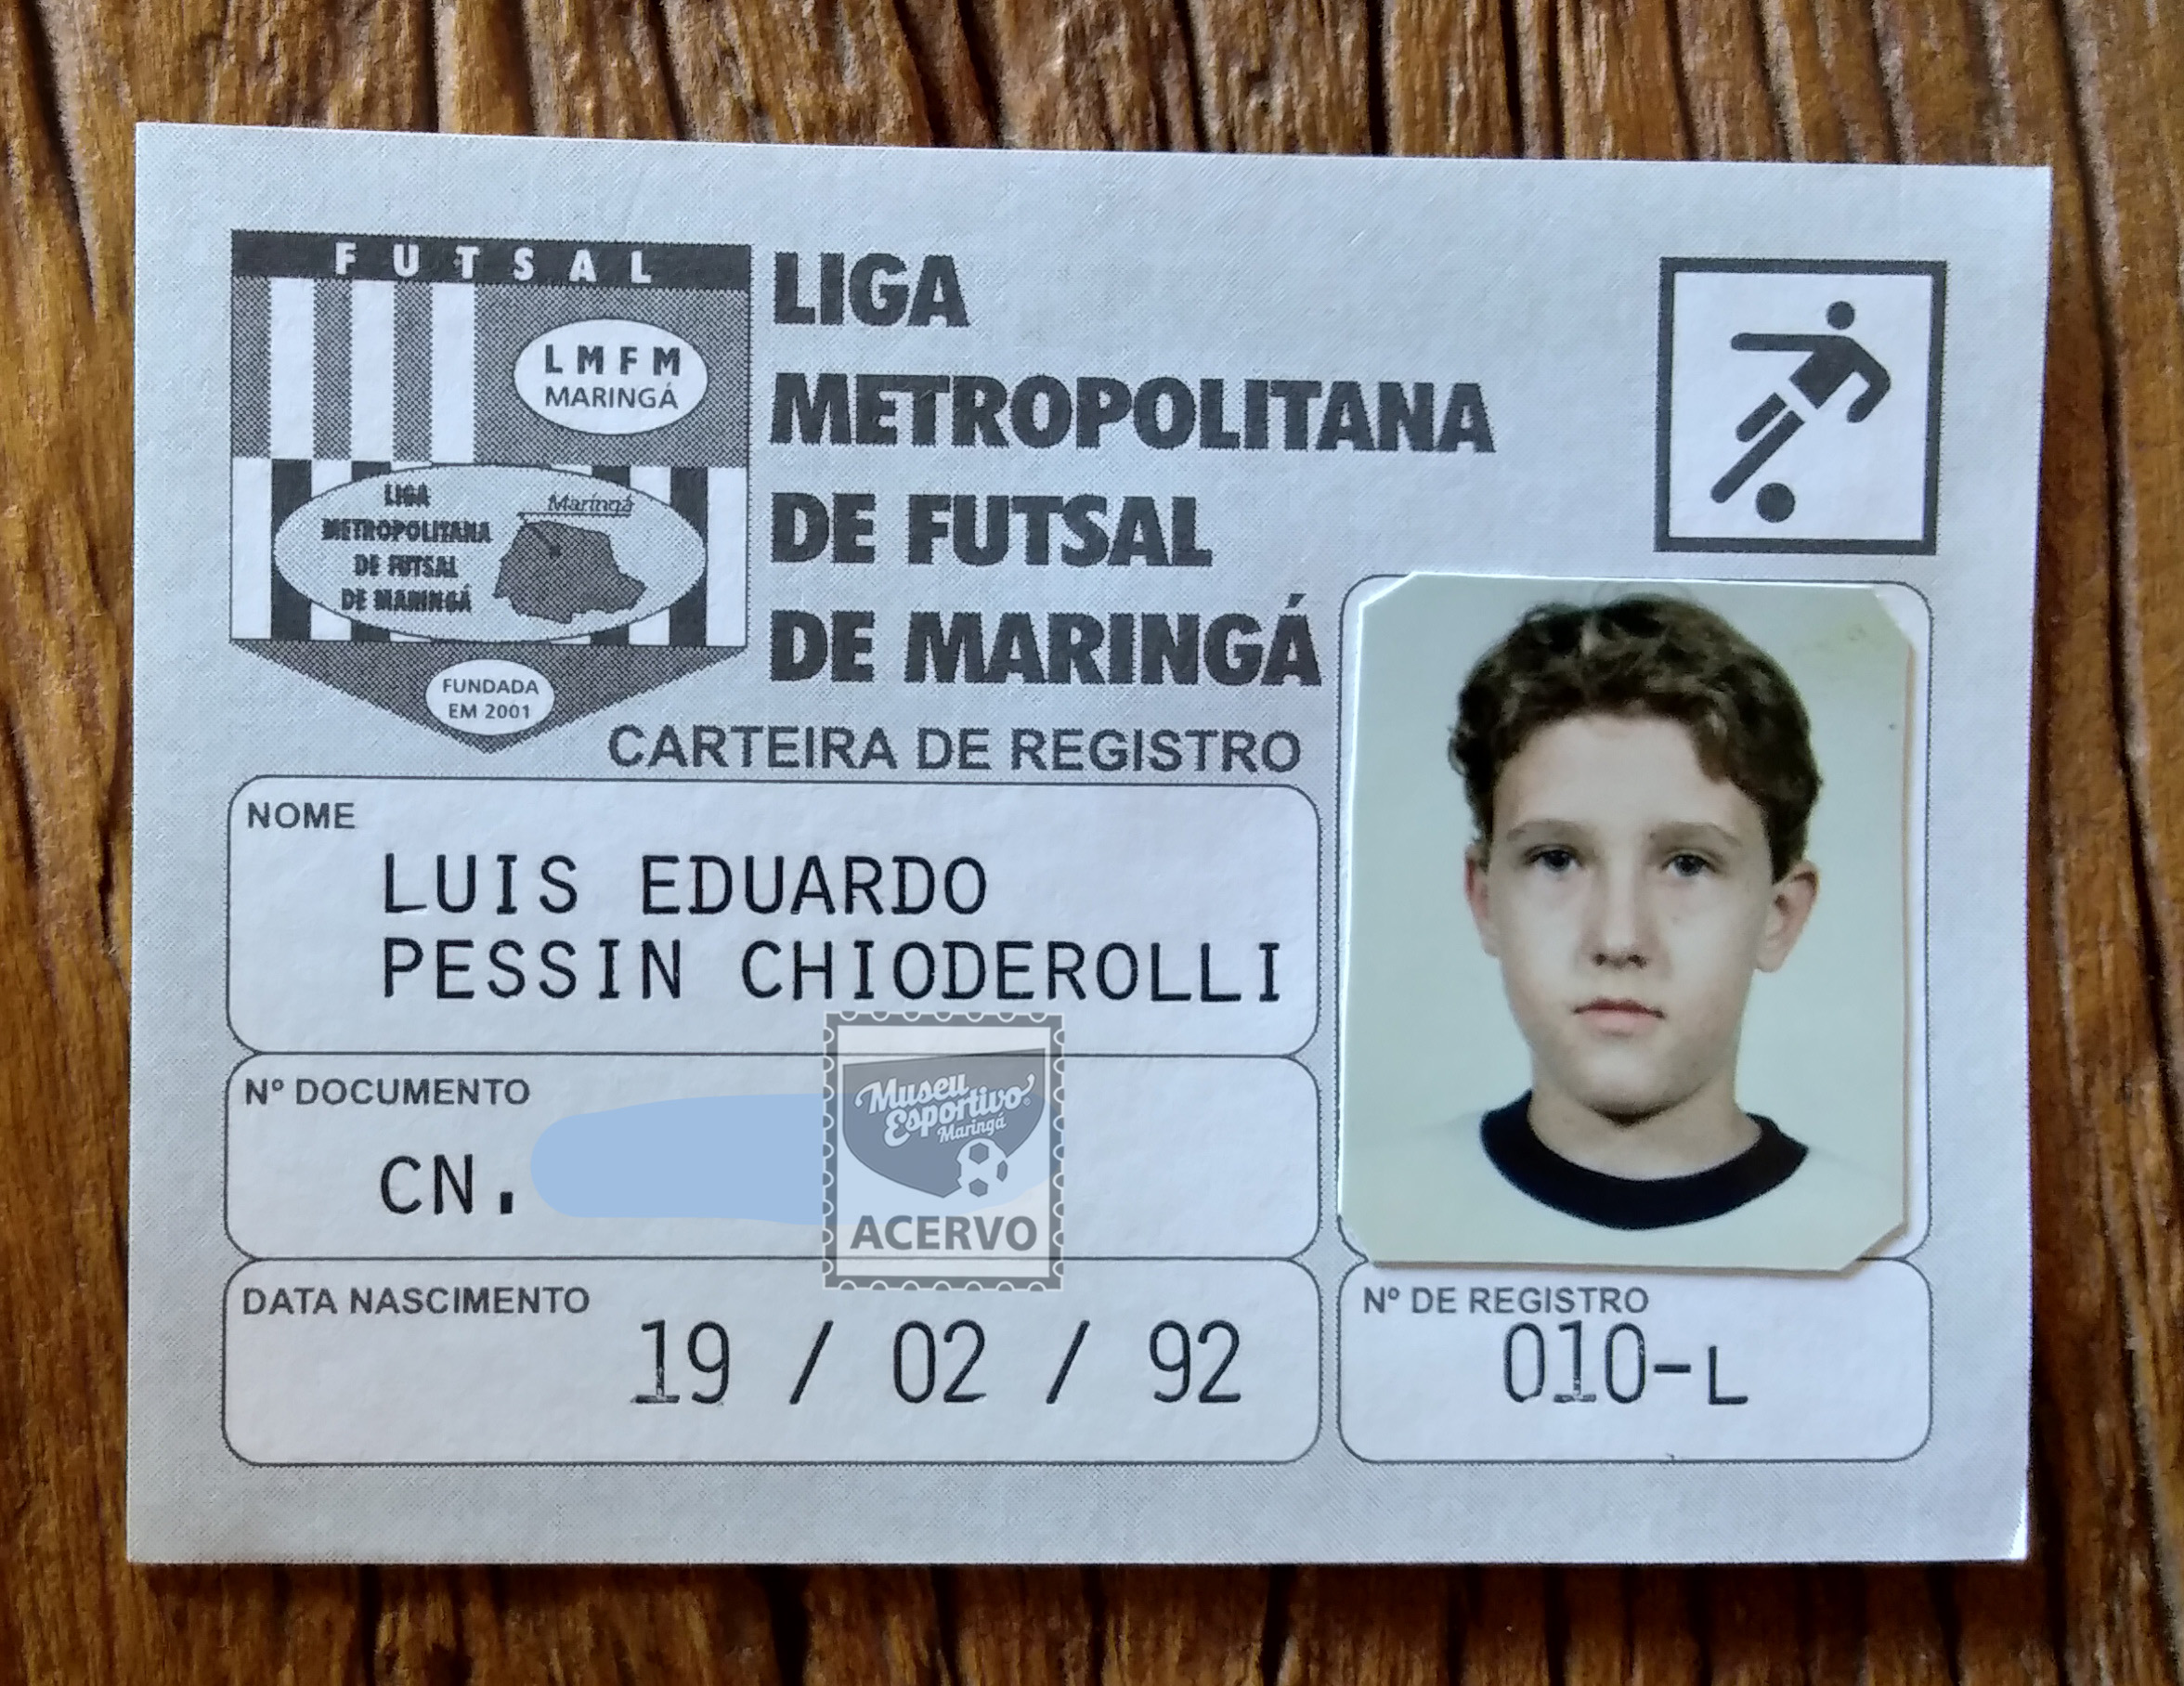 FUTSAL
LMFM
MARINGÁ
LIGA
METROPOLITANA
DE FUTSAL
DE MARINGÁ
Maringá
FUNDADA
EM 2001
LIGA
METROPOLITANA
DE FUTSAL
DE MARINGÁ
CARTEIRA DE REGISTRO
NOME
LUIS EDUARDO
PESSIN CHIODEROLLI
Nº DOCUMENTO
CN.
Museu
Esportivo
Maringá
ACERVO
DATA NASCIMENTO
19 / 02 / 92
Nº DE REGISTRO
010-L